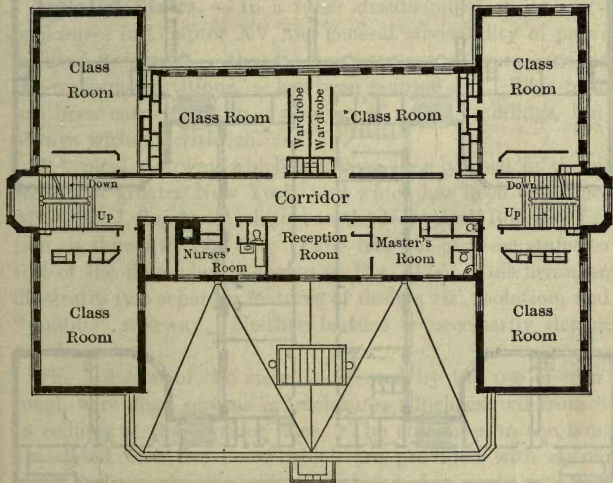 Class
Room
Class
Room
Class Room
Wardrobe
Wardrobe
Class Room
Down
Up
Corridor
Down
Up
Nurses'
Room
Reception
Room
Master's
Room
Class
Room
Class
Room